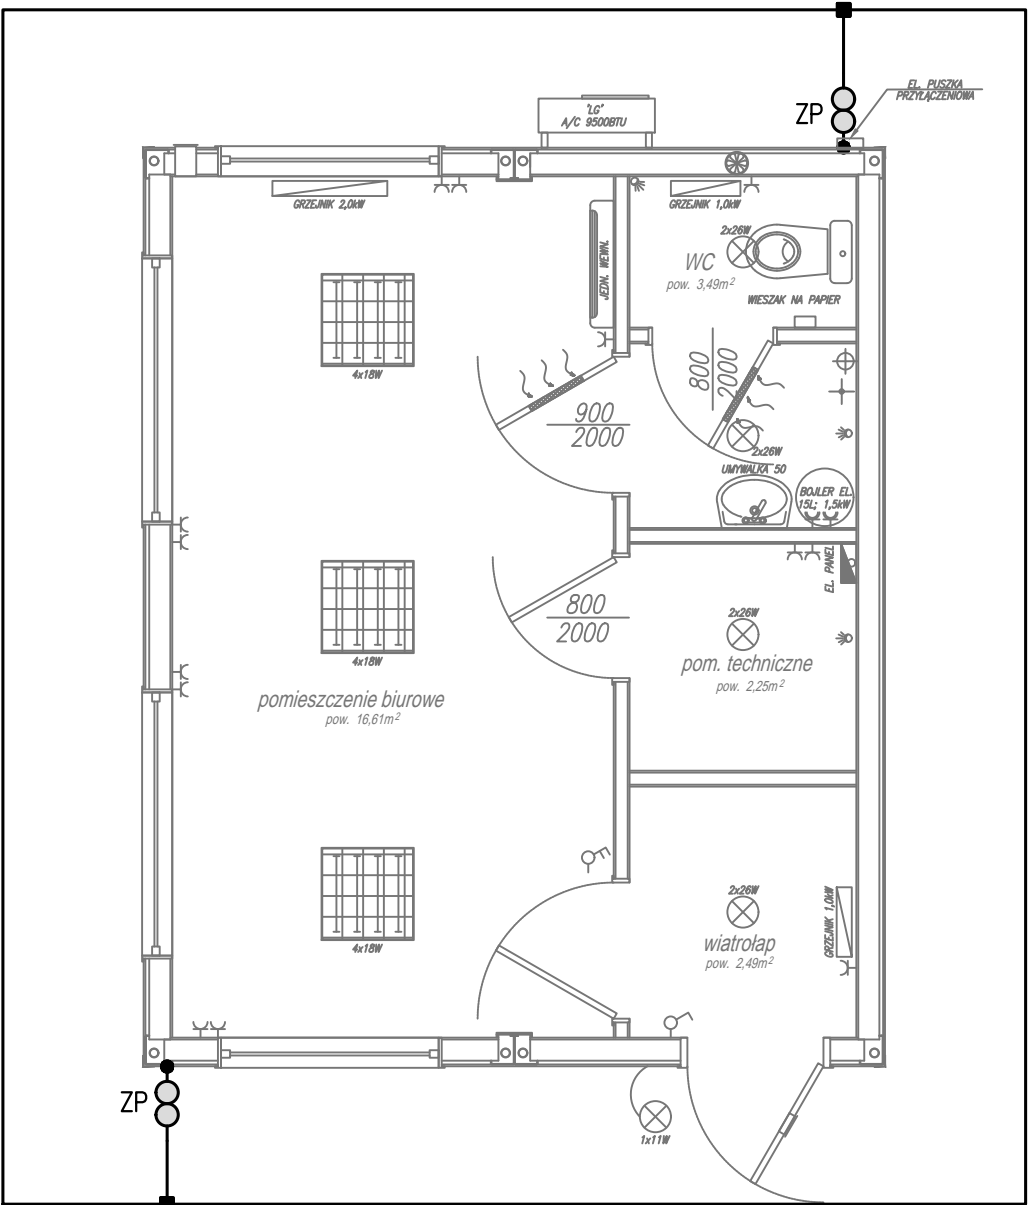 EL. PUSZKA
PRZYŁĄCZENIOWA
ZP
"LG"
A/C 9500BTU
GRZEJNIK 2,0kW
GRZEJNIK 1,0kW
2x26W
WC
pow. 3,49m²
JEDN. WEWN.
WIESZAK NA PAPIER
4x18W
800
2000
900
2000
2x26W
UMYWALKA 50
BOJLER EL.
15L; 1,5kW
EL. PANEL
800
2000
2x26W
4x18W
pom. techniczne
pow. 2,25m²
pomieszczenie biurowe
pow. 16,61m²
2x26W
GRZEJNIK 1,0kW
4x18W
wiatrołap
pow. 2,49m²
ZP
1x11W